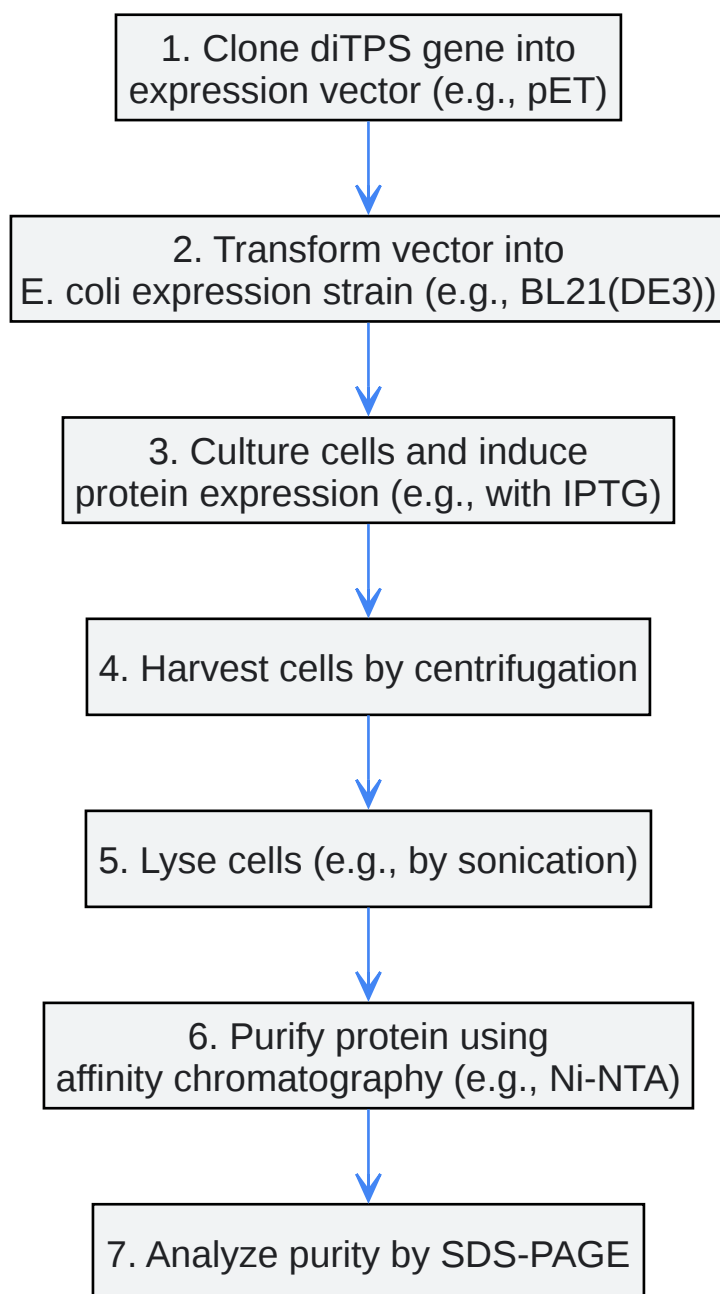 1. Clone diTPS gene into
expression vector (e.g., pET)
2. Transform vector into
E. coli expression strain (e.g., BL21(DE3))
3. Culture cells and induce
protein expression (e.g., with IPTG)
4. Harvest cells by centrifugation
5. Lyse cells (e.g., by sonication)
6. Purify protein using
affinity chromatography (e.g., Ni-NTA)
7. Analyze purity by SDS-PAGE